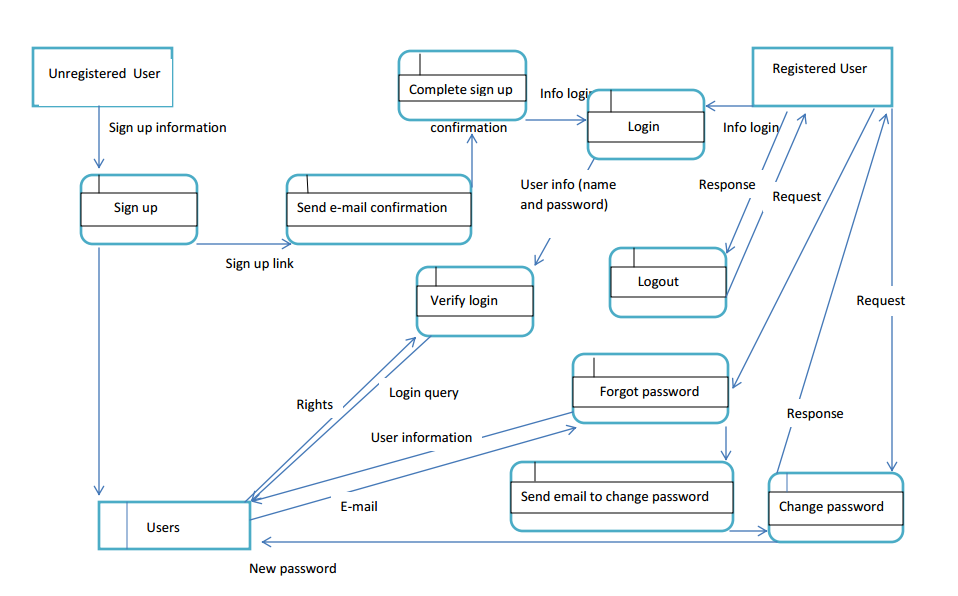 Unregistered User
Complete sign up
Registered User
Info login
Sign up information
confirmation
Login
Info login
User info (name
and password)
Response
Request
Sign up
Send e-mail confirmation
Sign up link
Logout
Verify login
Request
Rights
Login query
Forgot password
Response
User information
Send email to change password
E-mail
Change password
Users
New password